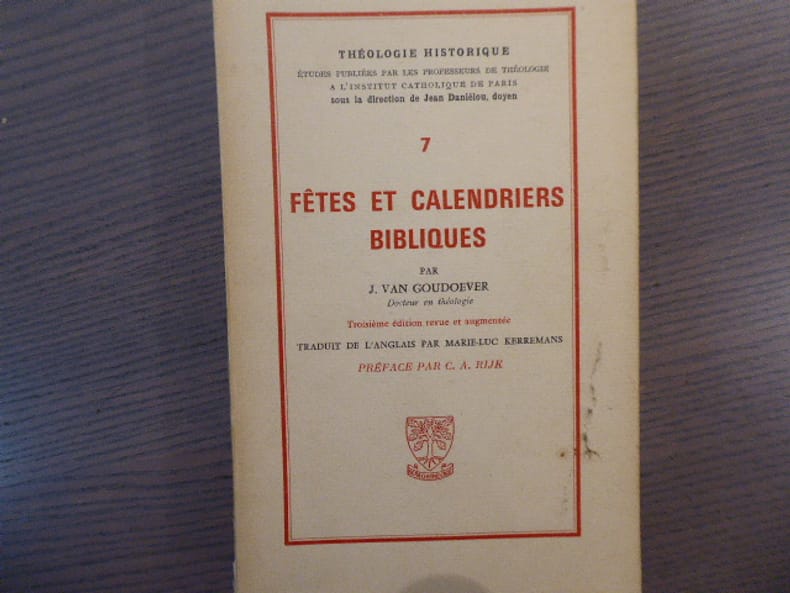 THÉOLOGIE HISTORIQUE
ÉTUDES PUBLIÉES PAR LES PROFESSEURS DE THÉOLOGIE
A L'INSTITUT CATHOLIQUE DE PARIS
sous la direction de Jean Daniélou, doyen
7
FÊTES ET CALENDRIERS
BIBLIQUES
PAR
J. VAN GOUDOEVER
Docteur en théologie
Troisième édition revue et augmentée
TRADUIT DE L'ANGLAIS PAR MARIE-LUC KERREMANS
PRÉFACE PAR C. A. RIJK